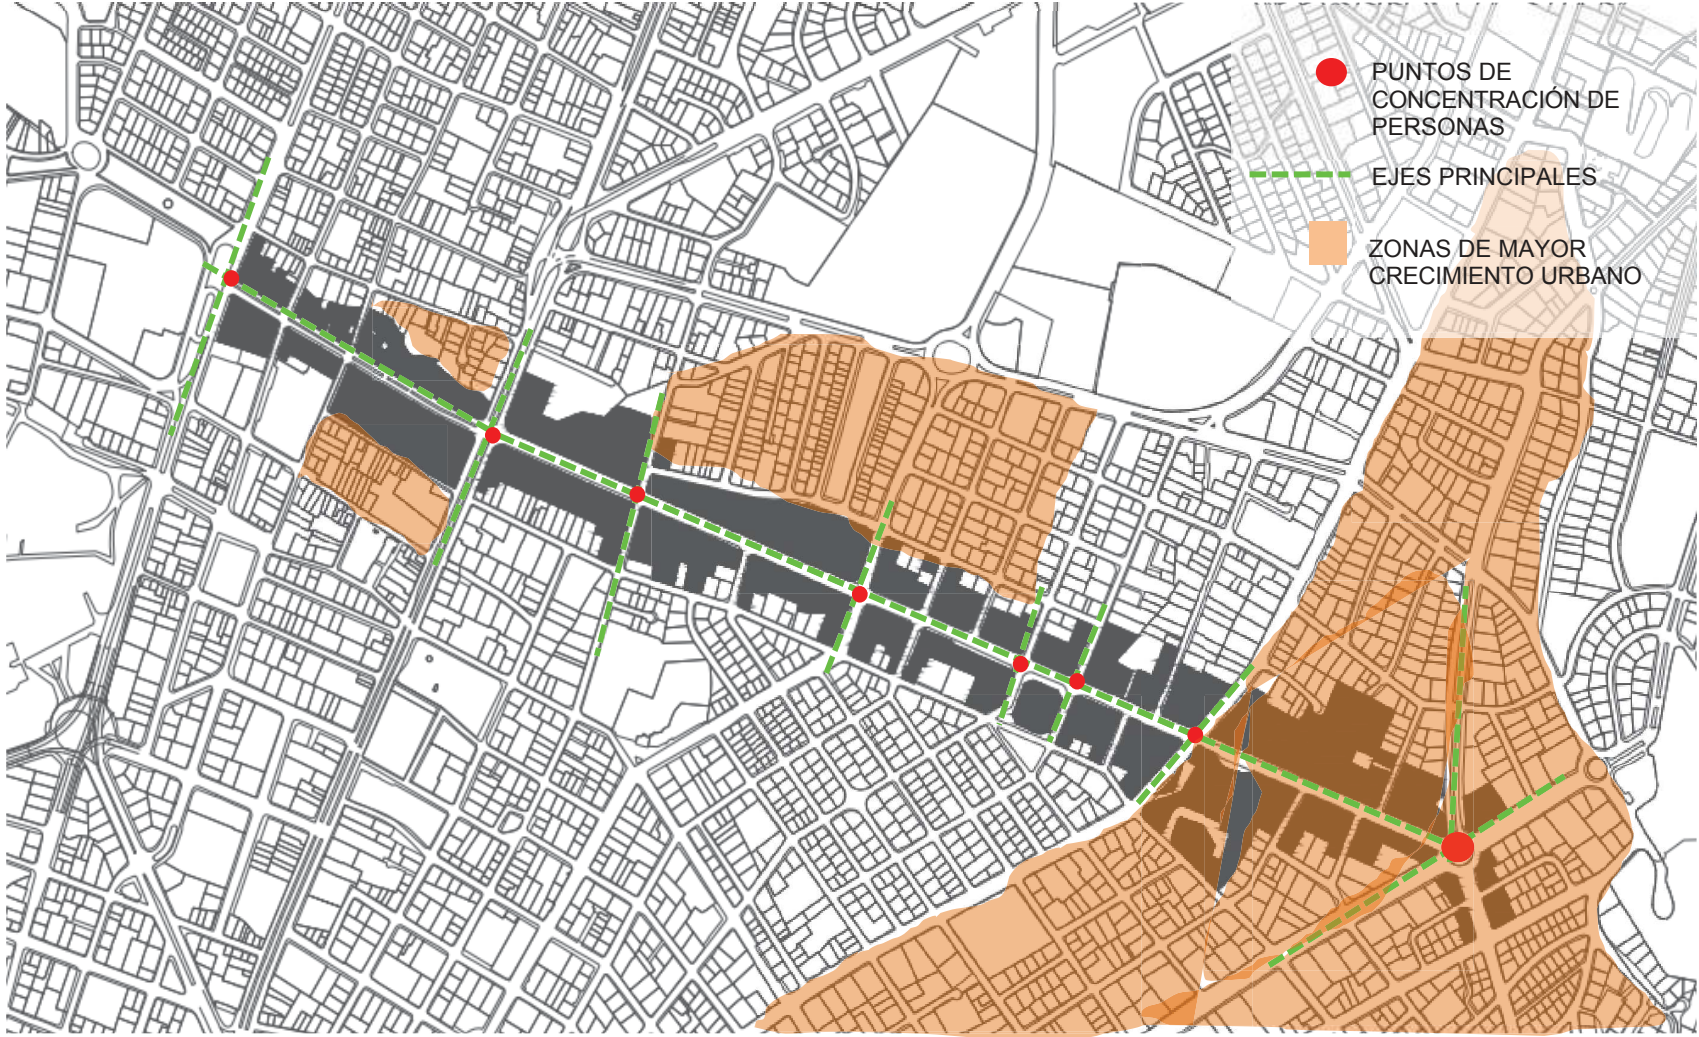 PUNTOS DE
CONCENTRACIÓN DE
PERSONAS
EJES PRINCIPALES
ZONAS DE MAYOR
CRECIMIENTO URBANO